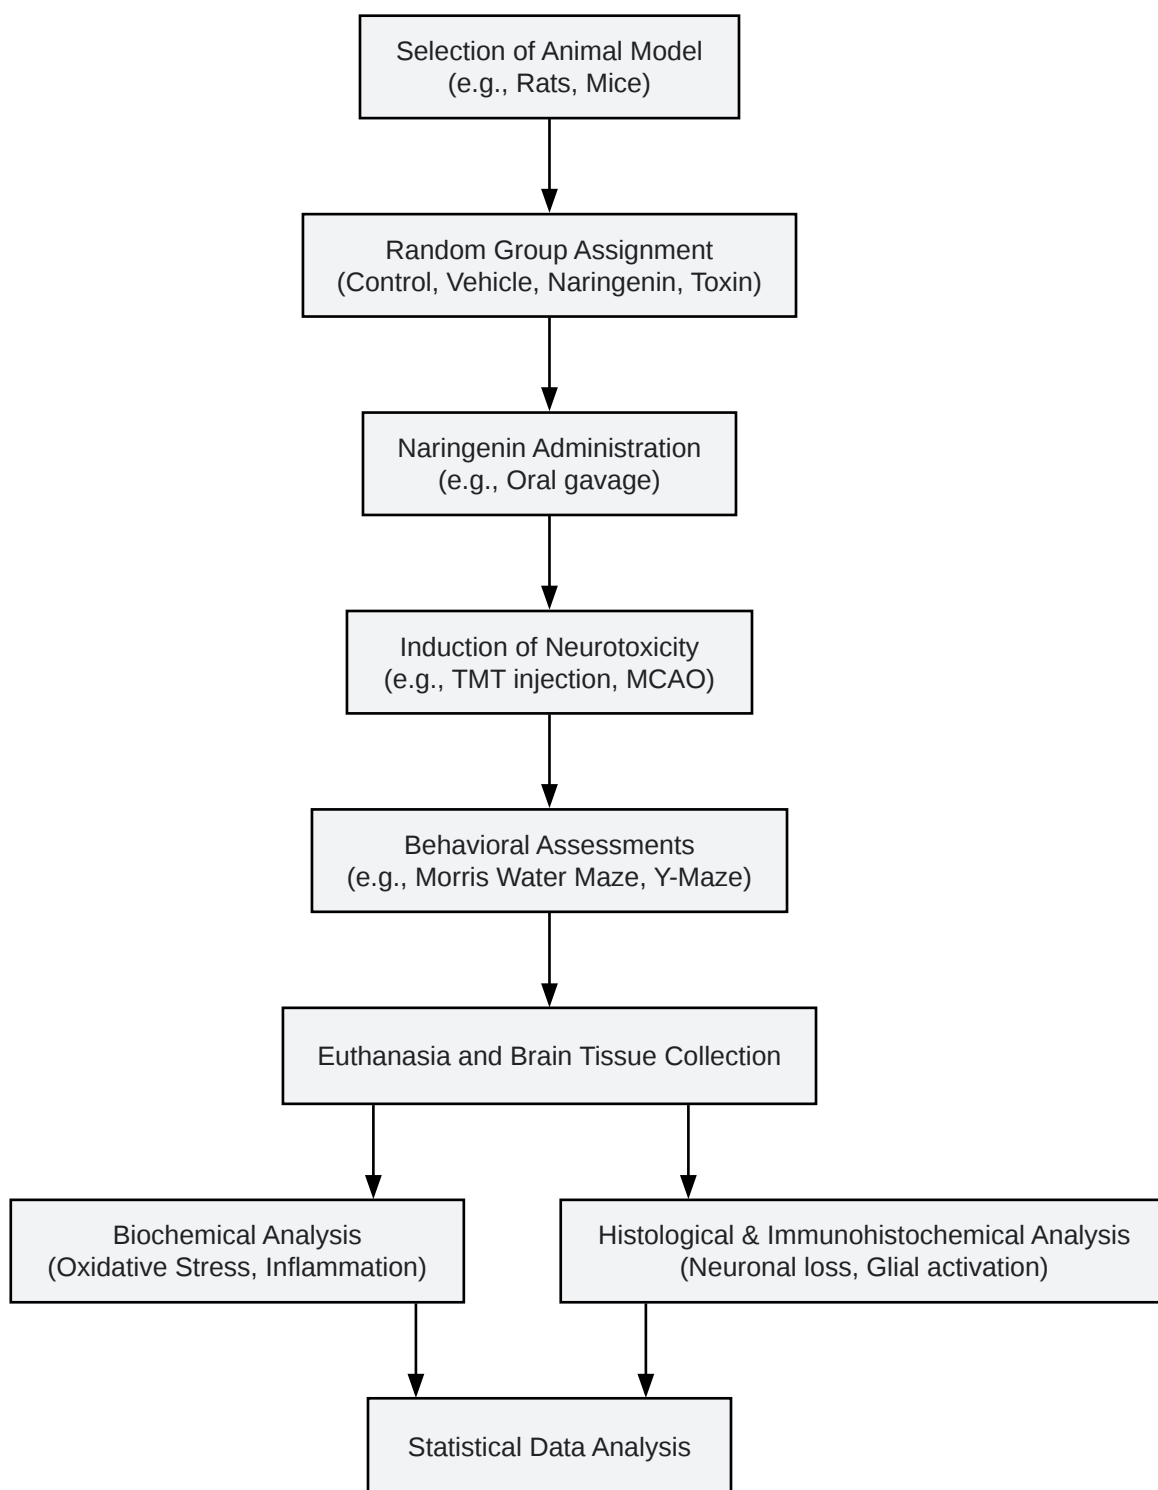 Selection of Animal Model
(e.g., Rats, Mice)
Random Group Assignment
(Control, Vehicle, Naringenin, Toxin)
Naringenin Administration
(e.g., Oral gavage)
Induction of Neurotoxicity
(e.g., TMT injection, MCAO)
Behavioral Assessments
(e.g., Morris Water Maze, Y-Maze)
Euthanasia and Brain Tissue Collection
Biochemical Analysis
(Oxidative Stress, Inflammation)
Histological & Immunohistochemical Analysis
(Neuronal loss, Glial activation)
Statistical Data Analysis